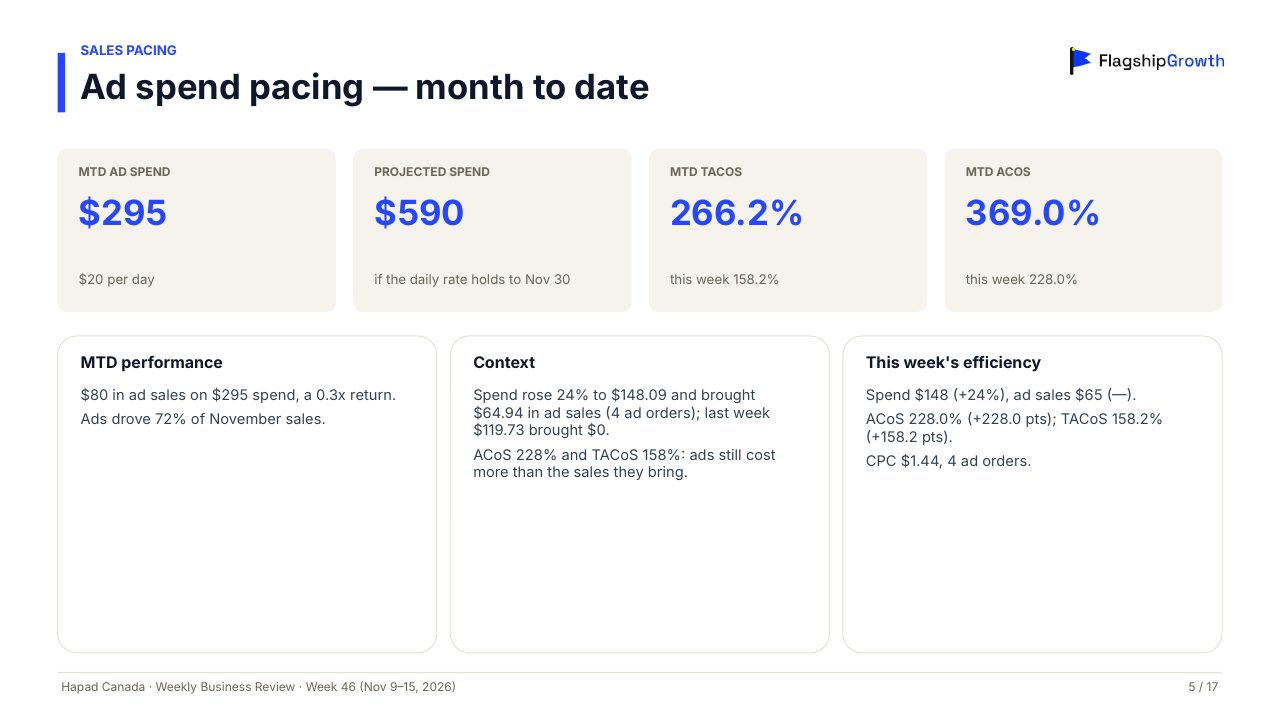 SALES PACING
Ad spend pacing — month to date
FlagshipGrowth
MTD AD SPEND
$295
$20 per day
PROJECTED SPEND
$590
if the daily rate holds to Nov 30
MTD TACOS
266.2%
this week 158.2%
MTD ACOS
369.0%
this week 228.0%
MTD performance
$80 in ad sales on $295 spend, a 0.3x return.
Ads drove 72% of November sales.
Context
Spend rose 24% to $148.09 and brought
$64.94 in ad sales (4 ad orders); last week
$119.73 brought $0.
ACoS 228% and TACoS 158%: ads still cost
more than the sales they bring.
This week's efficiency
Spend $148 (+24%), ad sales $65 (—).
ACoS 228.0% (+228.0 pts); TACoS 158.2%
(+158.2 pts).
CPC $1.44, 4 ad orders.
Hapad Canada · Weekly Business Review · Week 46 (Nov 9–15, 2026)
5 / 17